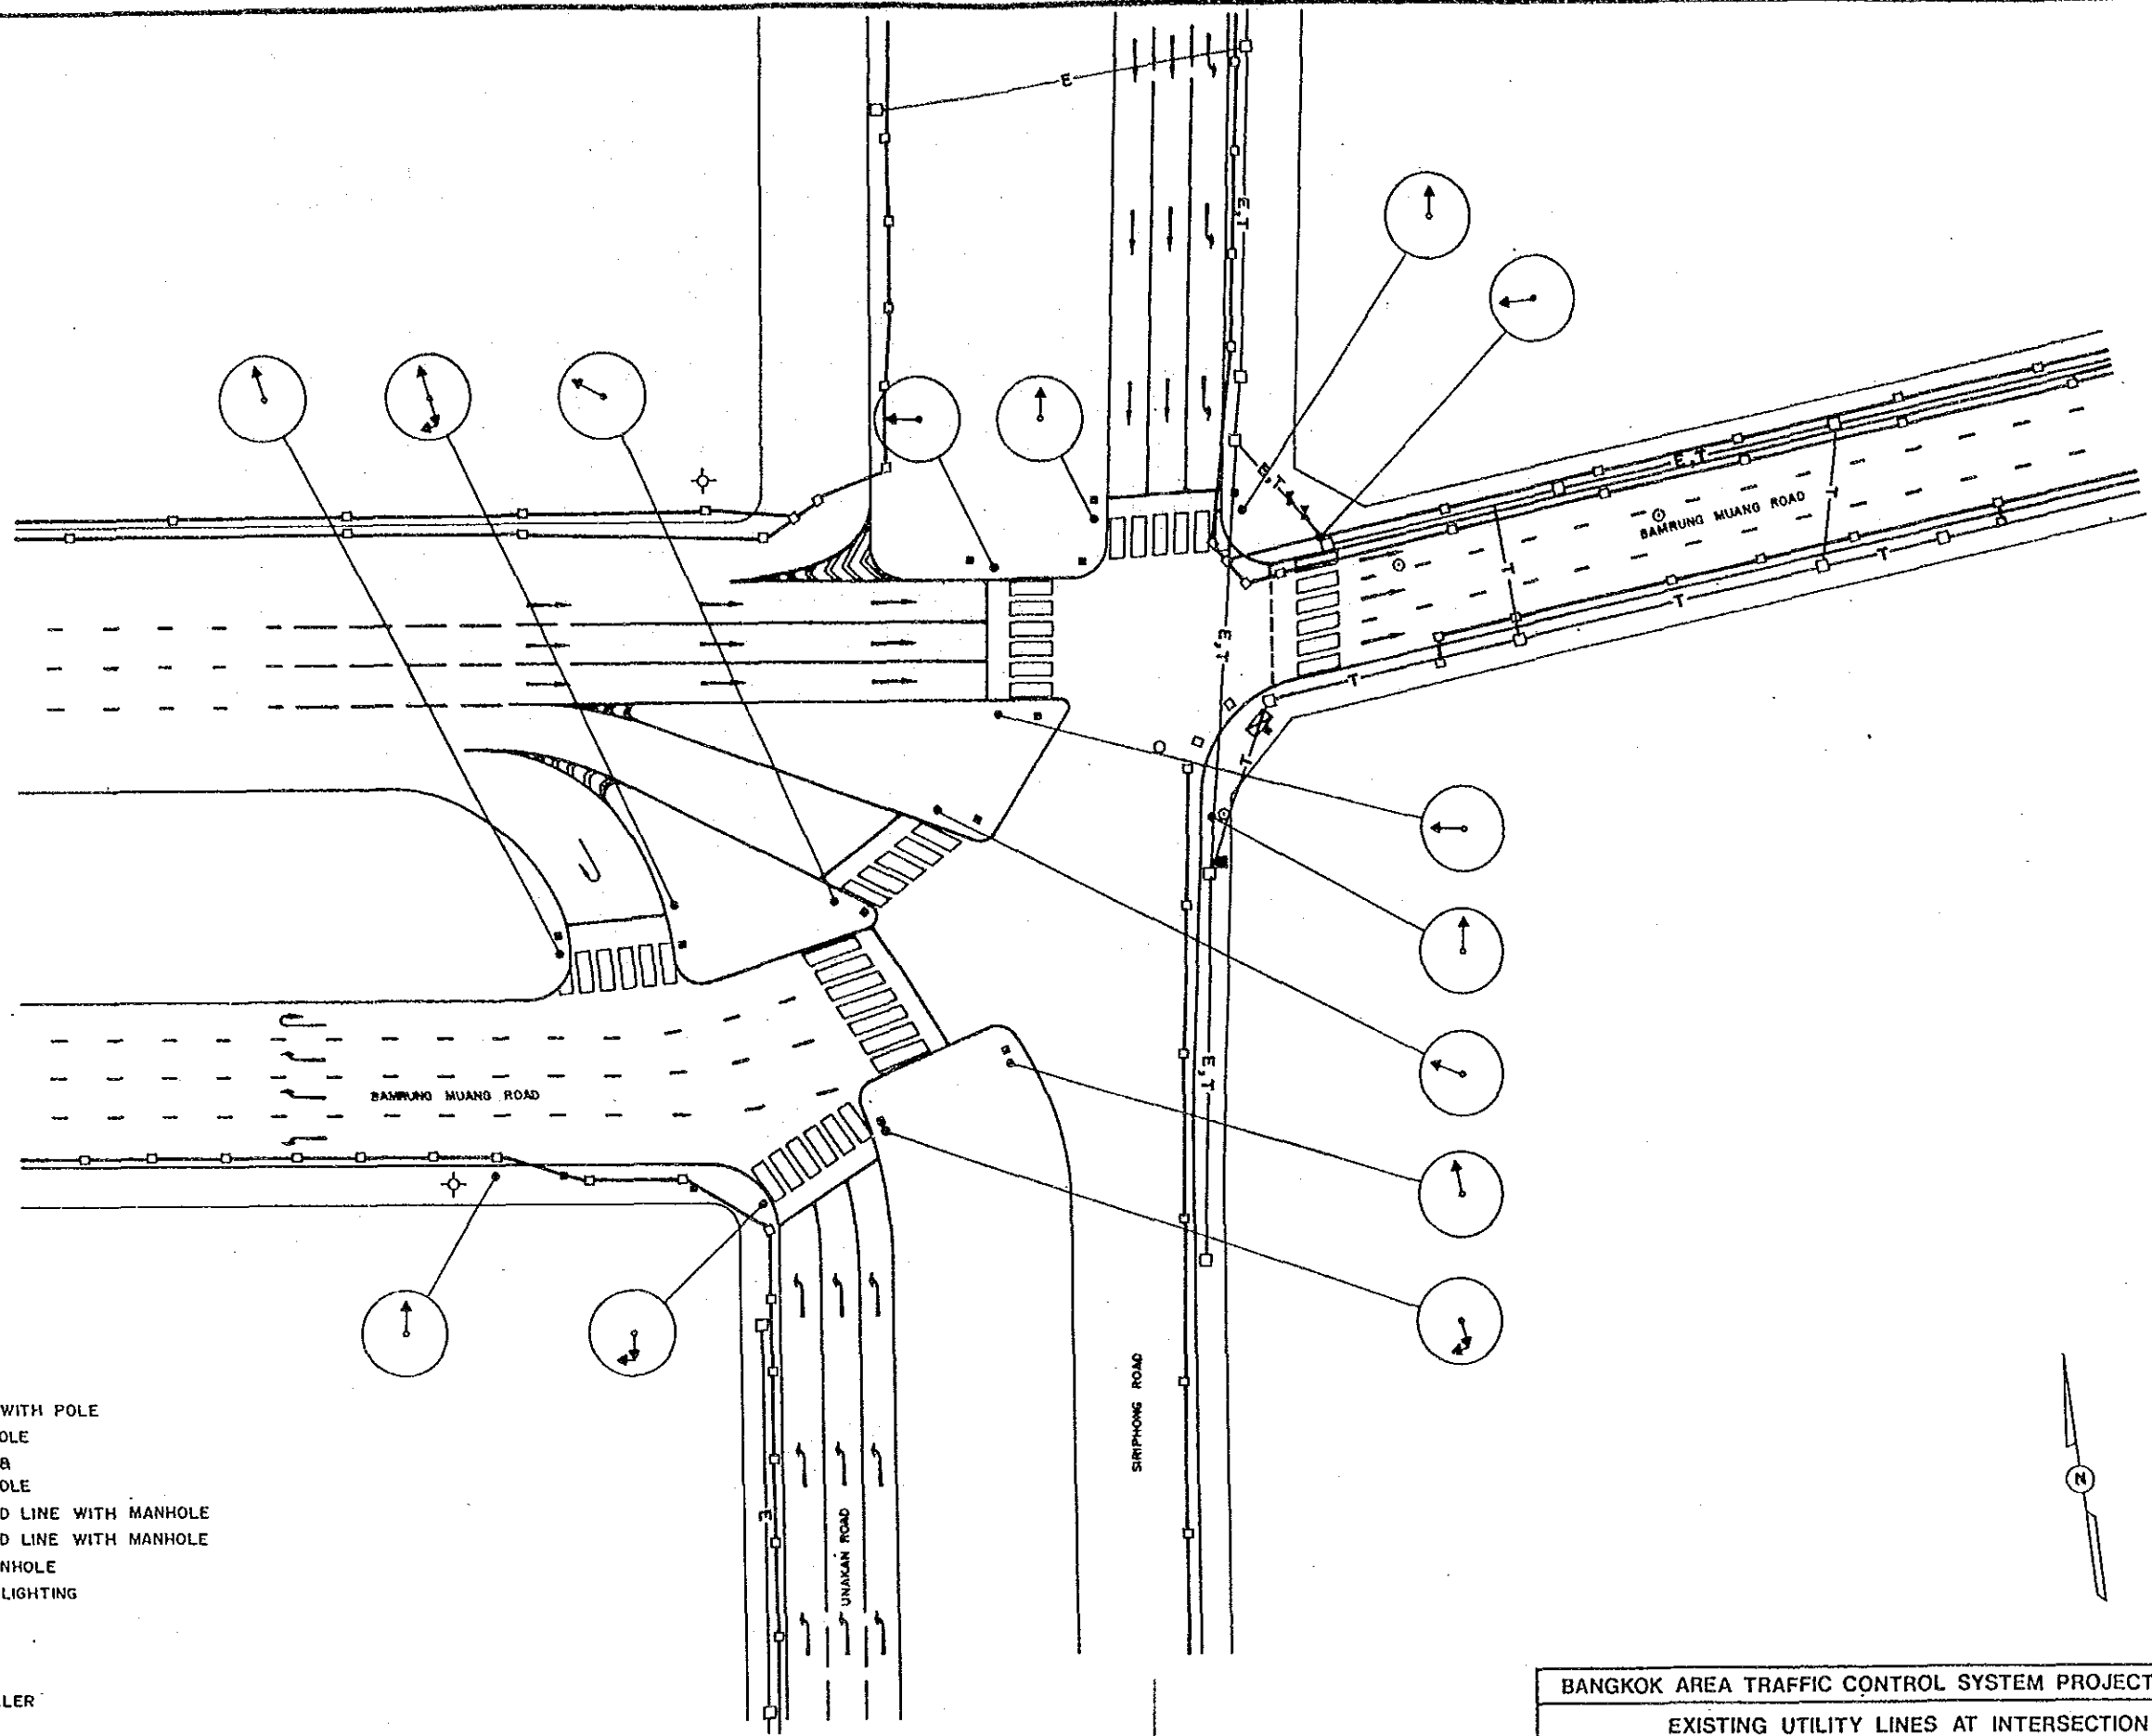 E
E,T
E,T
E,T
BAMRUNG MUANG ROAD
T
T
T
T
E,T
T
T
E,T
BAMRUNG MUANG ROAD
SIRIPHONG ROAD
UNAKAN ROAD
E
N
WITH POLE
OLE
&
OLE
D LINE WITH MANHOLE
D LINE WITH MANHOLE
NHOLE
LIGHTING
LLER
BANGKOK AREA TRAFFIC CONTROL SYSTEM PROJECT
EXISTING UTILITY LINES AT INTERSECTION